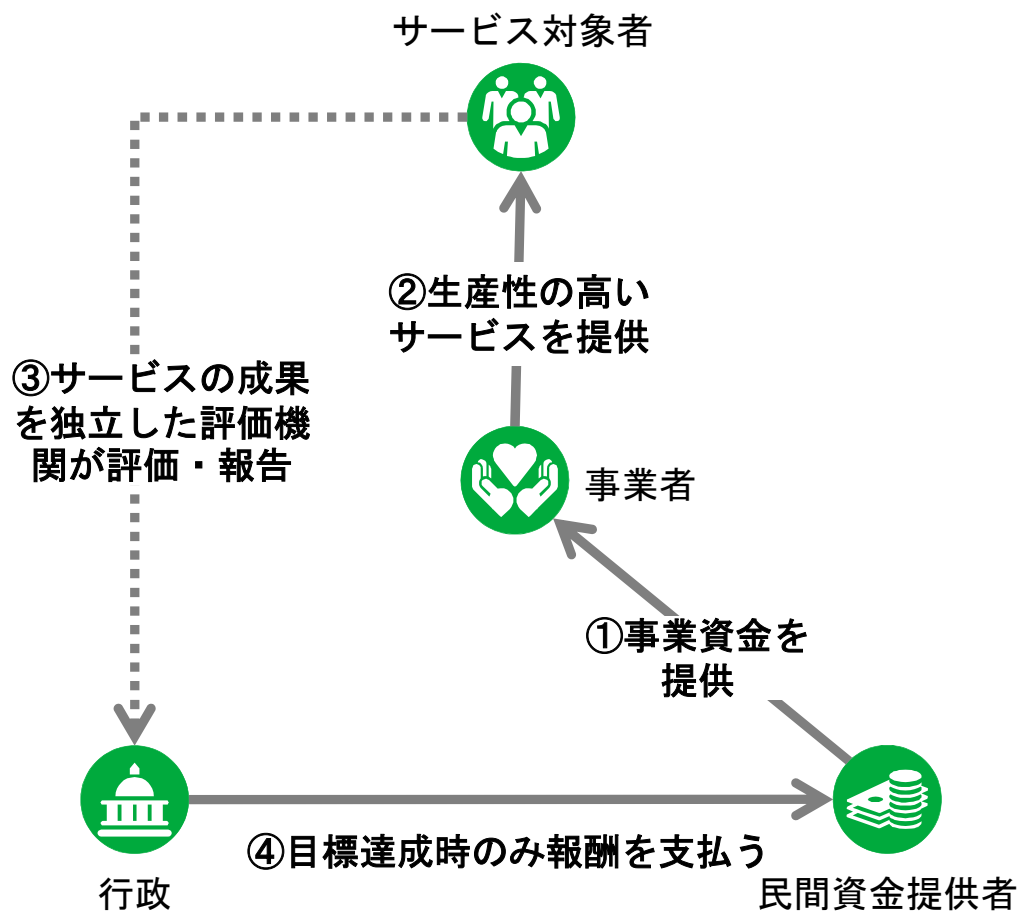 サービス対象者
②生産性の高い
サービスを提供
③サービスの成果
を独立した評価機
関が評価・報告
事業者
①事業資金を
提供
④目標達成時のみ報酬を支払う
行政
民間資金提供者